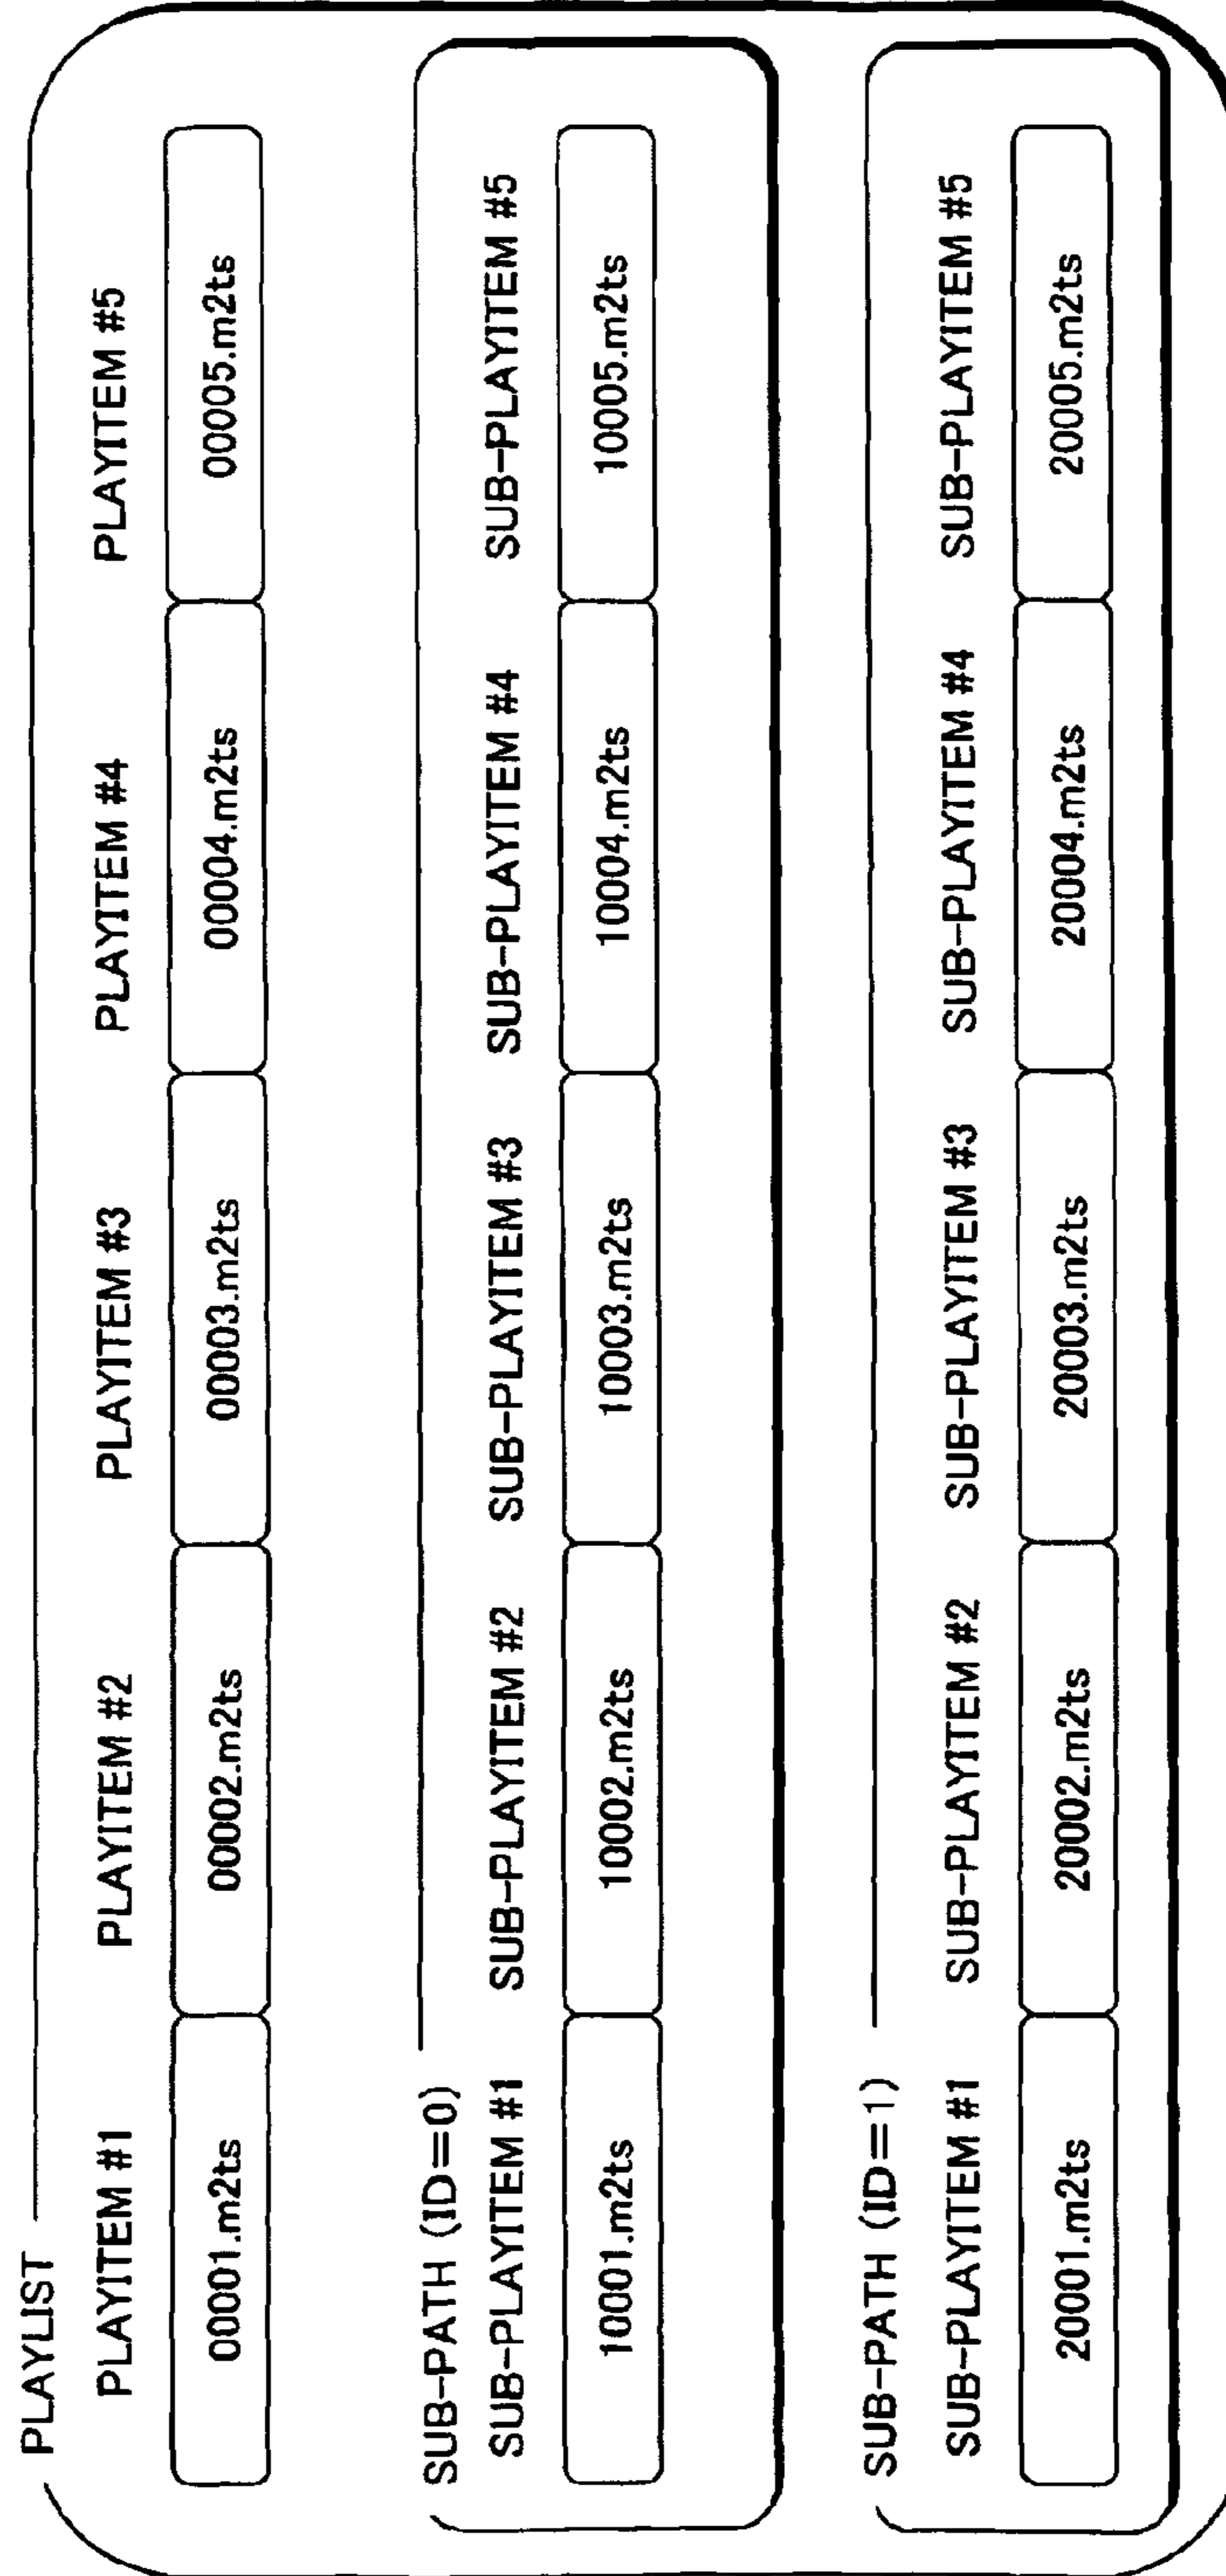 PLAYLIST
PLAYITEM #1 PLAYITEM #2 PLAYITEM #3 PLAYITEM #4 PLAYITEM #5
00001.m2ts 00002.m2ts 00003.m2ts 00004.m2ts 00005.m2ts
SUB-PATH (ID=0)
SUB-PLAYITEM #1 SUB-PLAYITEM #2 SUB-PLAYITEM #3 SUB-PLAYITEM #4 SUB-PLAYITEM #5
10001.m2ts 10002.m2ts 10003.m2ts 10004.m2ts 10005.m2ts
SUB-PATH (ID=1)
SUB-PLAYITEM #1 SUB-PLAYITEM #2 SUB-PLAYITEM #3 SUB-PLAYITEM #4 SUB-PLAYITEM #5
20001.m2ts 20002.m2ts 20003.m2ts 20004.m2ts 20005.m2ts